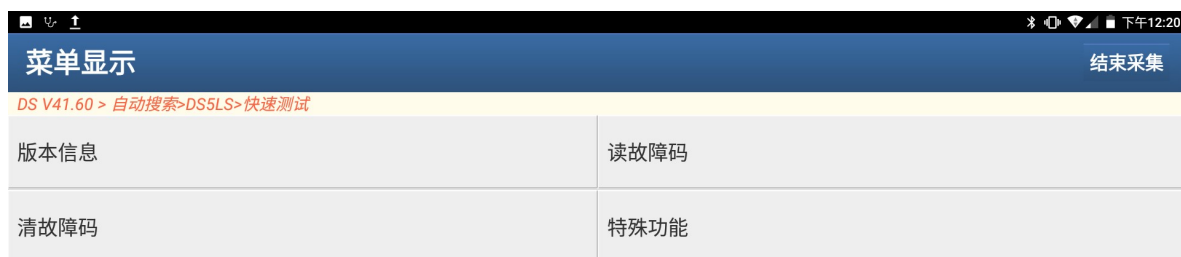 下午12:20
菜单显示
结束采集
DS V41.60 > 自动搜索>DS5LS>快速测试
版本信息
读故障码
清故障码
特殊功能